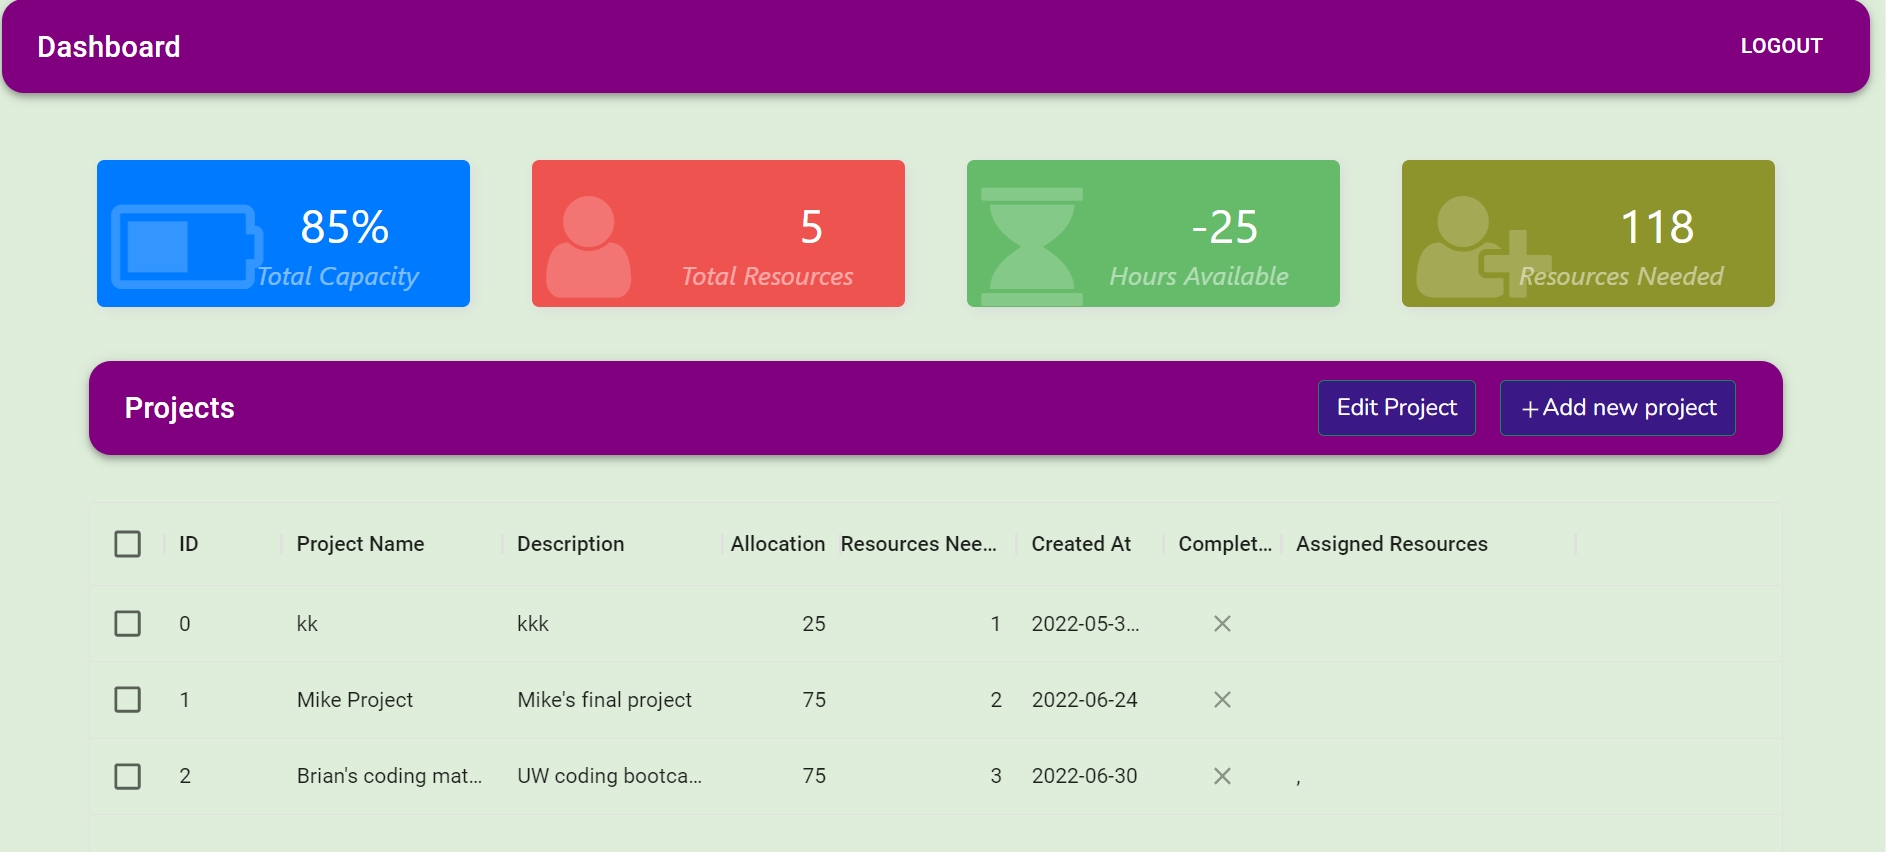 Dashboard LOGOUT
85% 5 -25 118
Total Capacity Total Resources Hours Available Resources Needed
Projects Edit Project +Add new project
ID Project Name Description Allocation Resources Nee... Created At Complet... Assigned Resources
0 kk kkk 25 1 2022-05-3...
1 Mike Project Mike's final project 75 2 2022-06-24
2 Brian's coding mat... UW coding bootca... 75 3 2022-06-30 ,